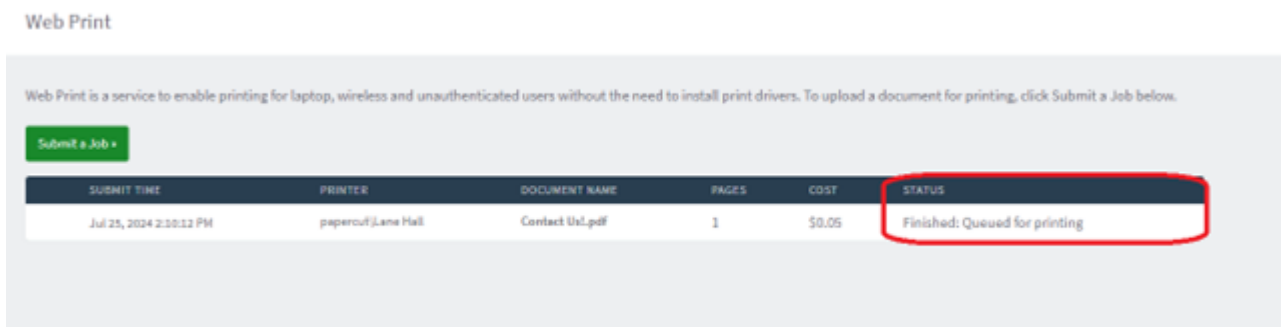 Web Print
Web Print is a service to enable printing for laptop, wireless and unauthenticated users without the need to install print drivers. To upload a document for printing, click Submit a Job below.
Submit a Job »
SUBMIT TIME PRINTER DOCUMENT NAME PAGES COST STATUS
Jul 25, 2024 2:10:12 PM papercut\Lane Hall Contact Us!.pdf 1 $0.05 Finished: Queued for printing